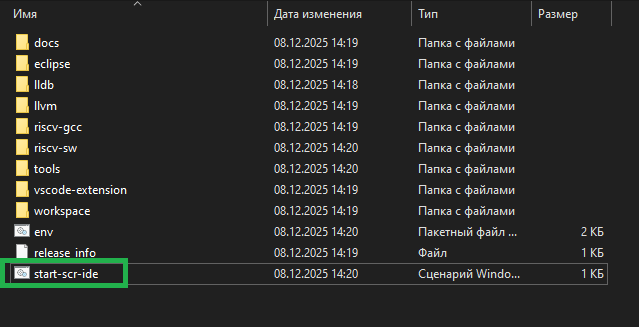 Имя Дата изменения Тип Размер
docs 08.12.2025 14:19 Папка с файлами
eclipse 08.12.2025 14:19 Папка с файлами
lldb 08.12.2025 14:18 Папка с файлами
llvm 08.12.2025 14:19 Папка с файлами
riscv-gcc 08.12.2025 14:19 Папка с файлами
riscv-sw 08.12.2025 14:20 Папка с файлами
tools 08.12.2025 14:20 Папка с файлами
vscode-extension 08.12.2025 14:19 Папка с файлами
workspace 08.12.2025 14:19 Папка с файлами
env 08.12.2025 14:20 Пакетный файл ... 2 КБ
release_info 08.12.2025 14:19 Файл 1 КБ
start-scr-ide 08.12.2025 14:20 Сценарий Windo... 1 КБ